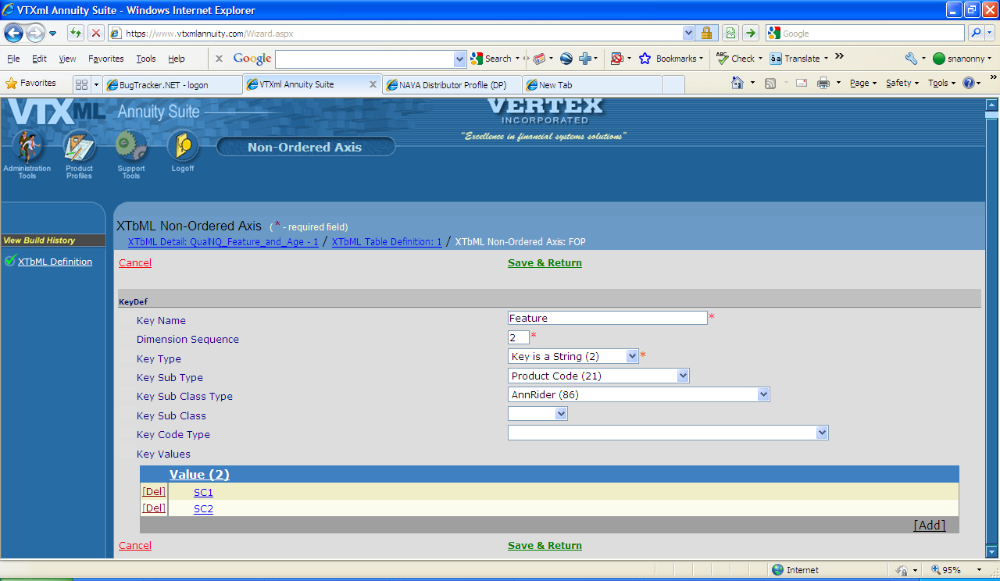 VTXml Annuity Suite - Windows Internet Explorer
https://www.vtxmlannuity.com/Wizard.aspx
Google
File Edit View Favorites Tools Help
x Google Search Bookmarks ABC Check aあ Translate snanonny
Favorites BugTracker.NET - logon VTXml Annuity Suite x NAVA Distributor Profile (DP) New Tab Page Safety Tools
VTXML Annuity Suite
VERTEX
INCORPORATED
"Excellence in financial systems solutions"
Non-Ordered Axis
Administration Tools
Product Profiles
Support Tools
Logoff
View Build History
XTbML Definition
XTbML Non-Ordered Axis ( * - required field)
XTbML Detail: QualNQ_Feature_and_Age - 1 / XTbML Table Definition: 1 / XTbML Non-Ordered Axis: FOP
Cancel Save & Return
KeyDef
Key Name Feature *
Dimension Sequence 2 *
Key Type Key is a String (2) *
Key Sub Type Product Code (21)
Key Sub Class Type AnnRider (86)
Key Sub Class
Key Code Type
Key Values
Value (2)
[Del] SC1
[Del] SC2
[Add]
Cancel Save & Return
Internet 95%